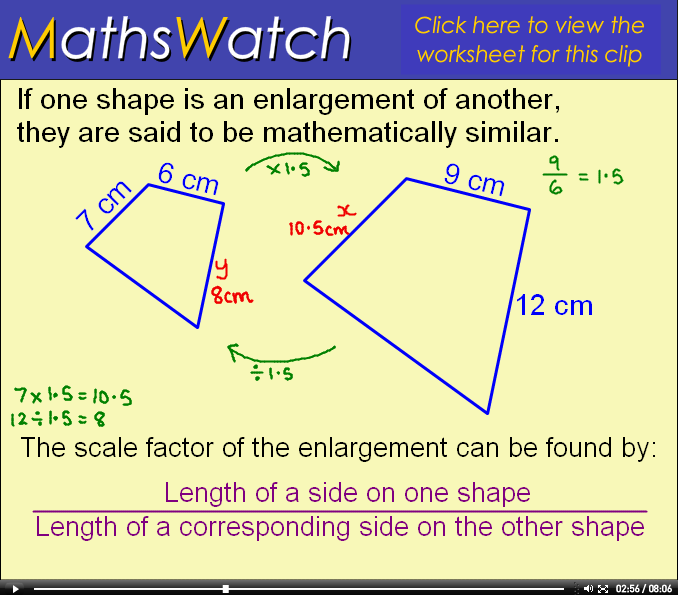 MathsWatch
Click here to view the
worksheet for this clip
If one shape is an enlargement of another,
they are said to be mathematically similar.
7 cm
6 cm
×1·5
9 cm
9/6 = 1·5
x
10·5cm
y
8cm
12 cm
÷1·5
7×1·5=10·5
12÷1·5=8
The scale factor of the enlargement can be found by:
Length of a side on one shape
Length of a corresponding side on the other shape
02:56 / 08:06